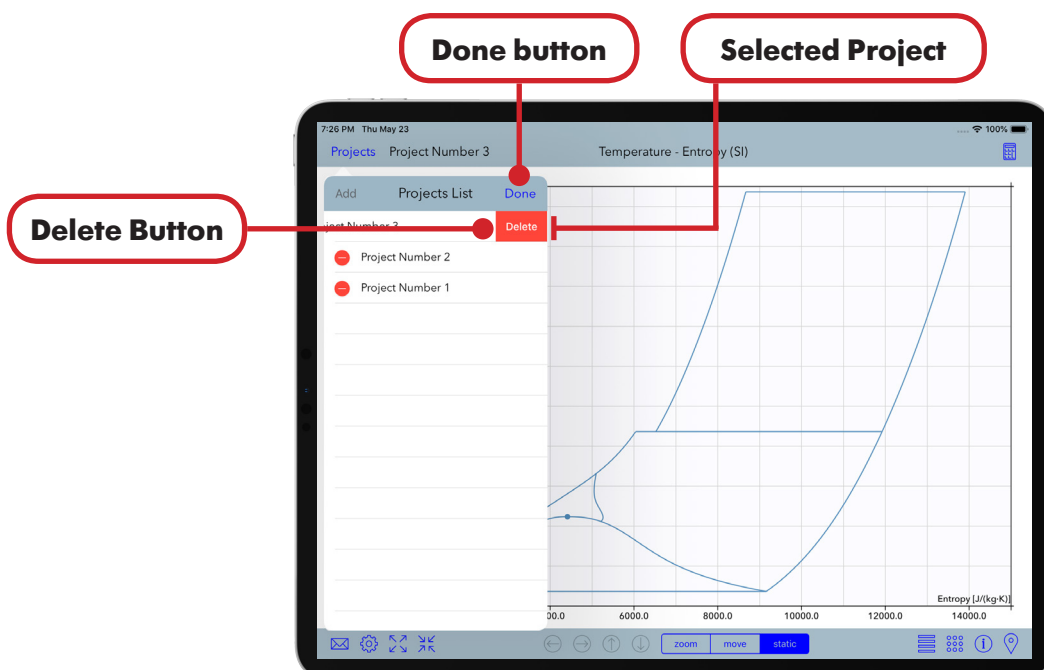 Done button
Selected Project
7:26 PM Thu May 23
100%
Projects Project Number 3 Temperature - Entropy (SI)
Add Projects List Done
Delete Button
ject Number 3 Delete
Project Number 2
Project Number 1
Entropy [J/(kg·K)]
00.0 6000.0 8000.0 10000.0 12000.0 14000.0
zoom move static